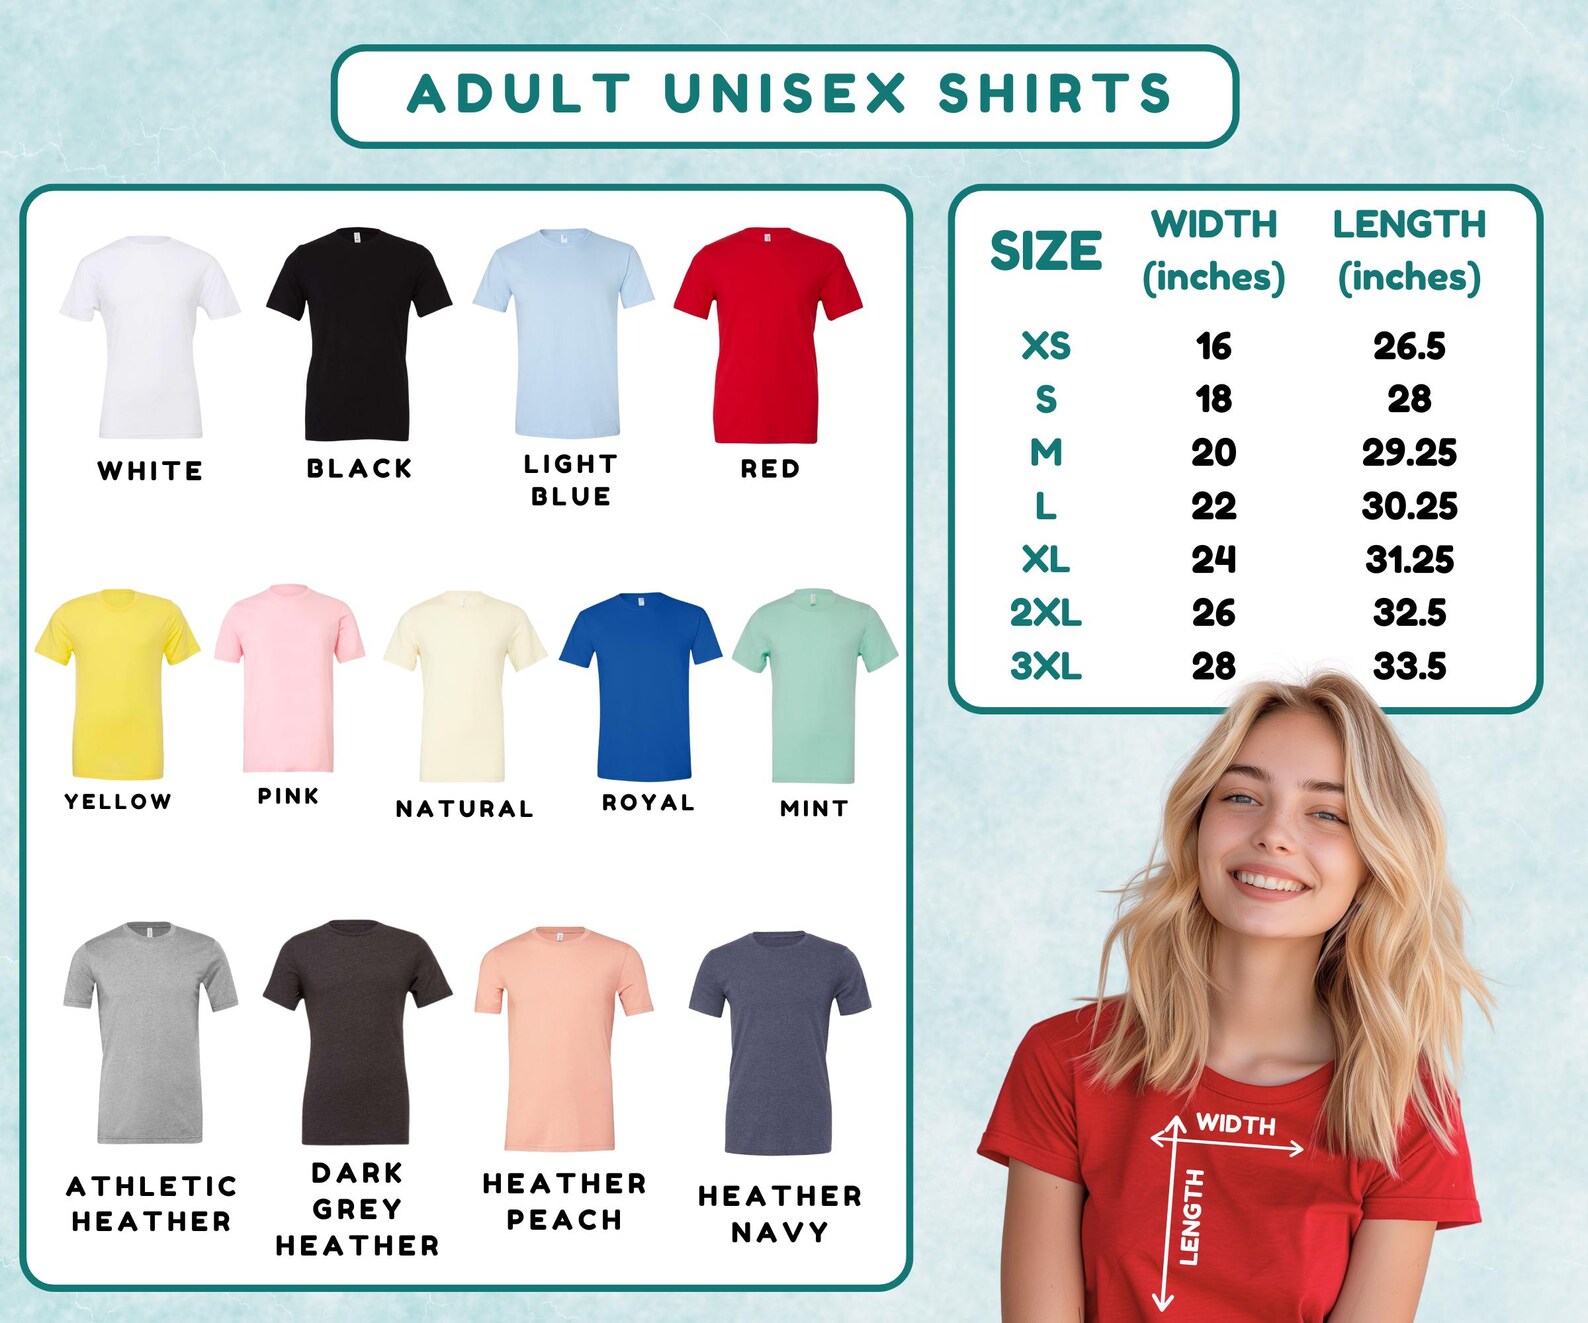 ADULT UNISEX SHIRTS
WHITE
BLACK
LIGHT
BLUE
RED
YELLOW
PINK
NATURAL
ROYAL
MINT
ATHLETIC
HEATHER
DARK
GREY
HEATHER
HEATHER
PEACH
HEATHER
NAVY
SIZE WIDTH (inches) LENGTH (inches)
XS 16 26.5
S 18 28
M 20 29.25
L 22 30.25
XL 24 31.25
2XL 26 32.5
3XL 28 33.5
WIDTH
LENGTH